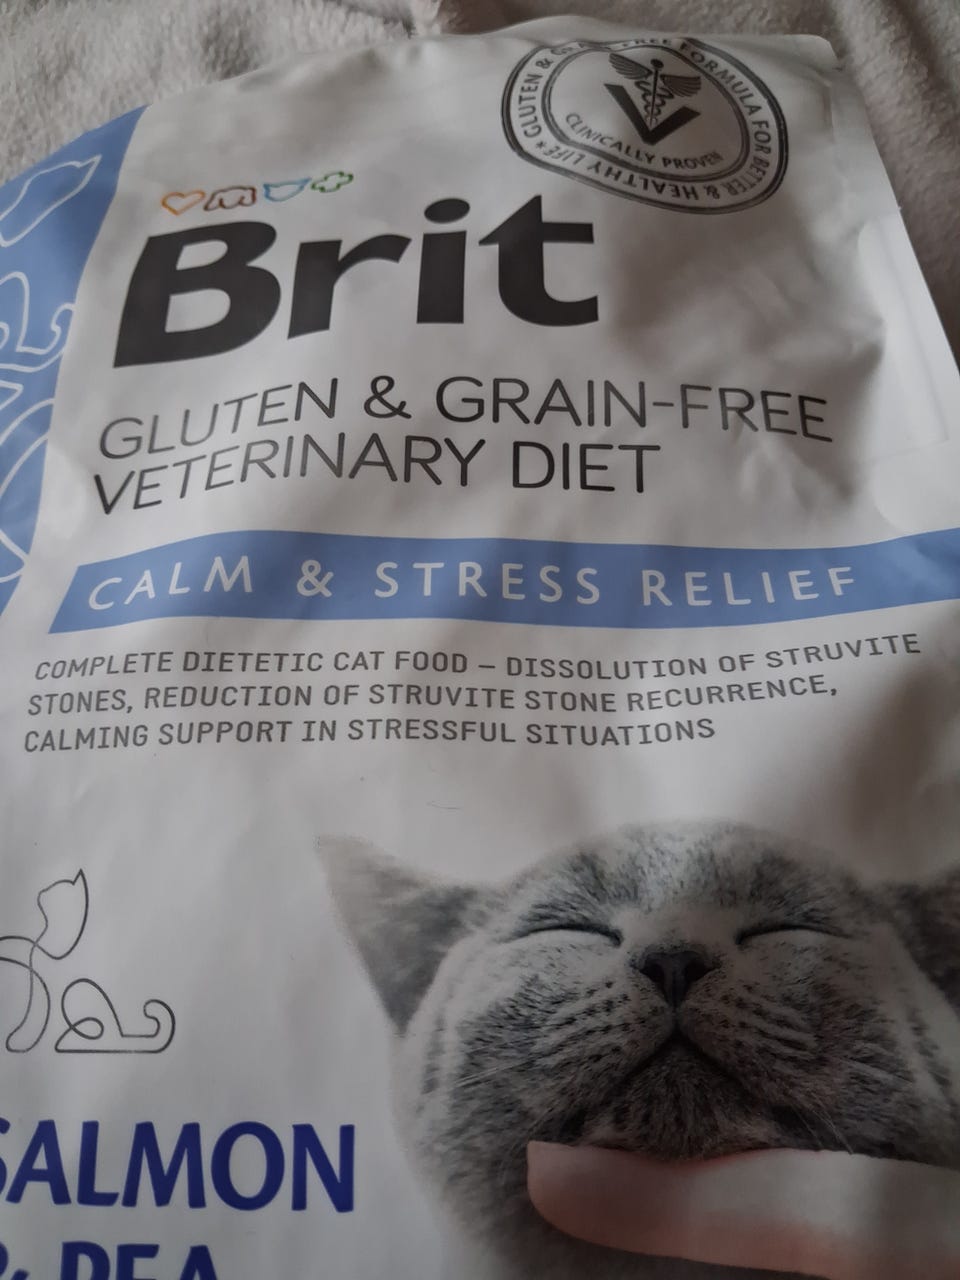 GLUTEN & GRAIN-FREE FORMULA FOR BETTER & HEALTHY LIFE *
CLINICALLY PROVEN
Brit
GLUTEN & GRAIN-FREE
VETERINARY DIET
CALM & STRESS RELIEF
COMPLETE DIETETIC CAT FOOD – DISSOLUTION OF STRUVITE
STONES, REDUCTION OF STRUVITE STONE RECURRENCE,
CALMING SUPPORT IN STRESSFUL SITUATIONS
SALMON
& PEA